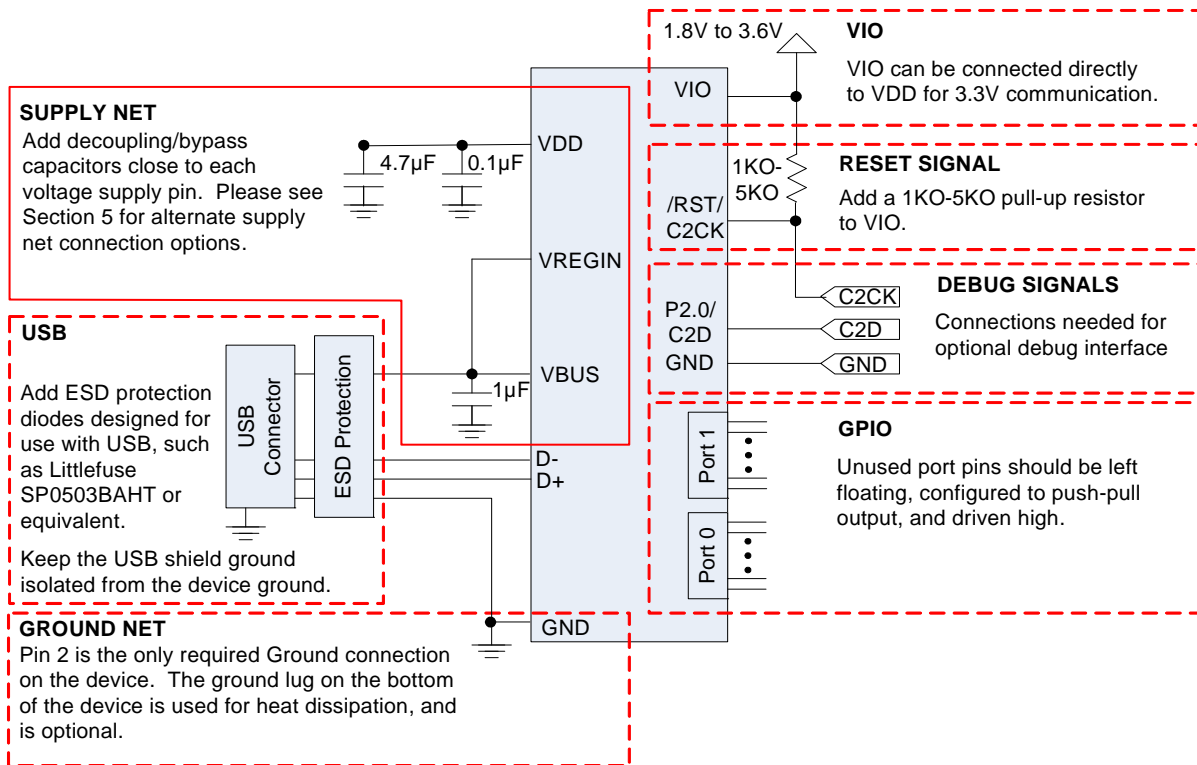 SUPPLY NET
Add decoupling/bypass
capacitors close to each
voltage supply pin.  Please see
Section 5 for alternate supply
net connection options.
4.7µF
0.1µF
VDD
VREGIN
VBUS
1µF
USB
Add ESD protection
diodes designed for
use with USB, such
as Littlefuse
SP0503BAHT or
equivalent.
Keep the USB shield ground
isolated from the device ground.
USB
Connector
ESD Protection
D-
D+
GROUND NET
Pin 2 is the only required Ground connection
on the device.  The ground lug on the bottom
of the device is used for heat dissipation, and
is optional.
GND
1.8V to 3.6V
VIO
VIO can be connected directly
to VDD for 3.3V communication.
VIO
RESET SIGNAL
Add a 1KO-5KO pull-up resistor
to VIO.
1KO-
5KO
/RST/
C2CK
DEBUG SIGNALS
Connections needed for
optional debug interface
C2CK
C2D
GND
P2.0/
C2D
GND
GPIO
Unused port pins should be left
floating, configured to push-pull
output, and driven high.
Port 1
Port 0